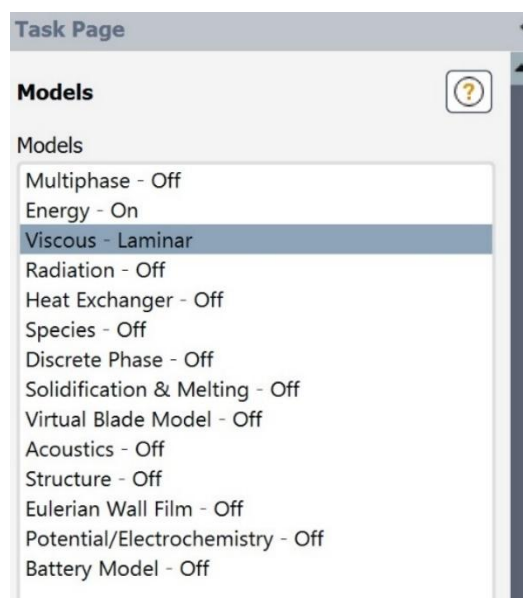 Task Page
Models
Models
Multiphase - Off
Energy - On
Viscous - Laminar
Radiation - Off
Heat Exchanger - Off
Species - Off
Discrete Phase - Off
Solidification & Melting - Off
Virtual Blade Model - Off
Acoustics - Off
Structure - Off
Eulerian Wall Film - Off
Potential/Electrochemistry - Off
Battery Model - Off